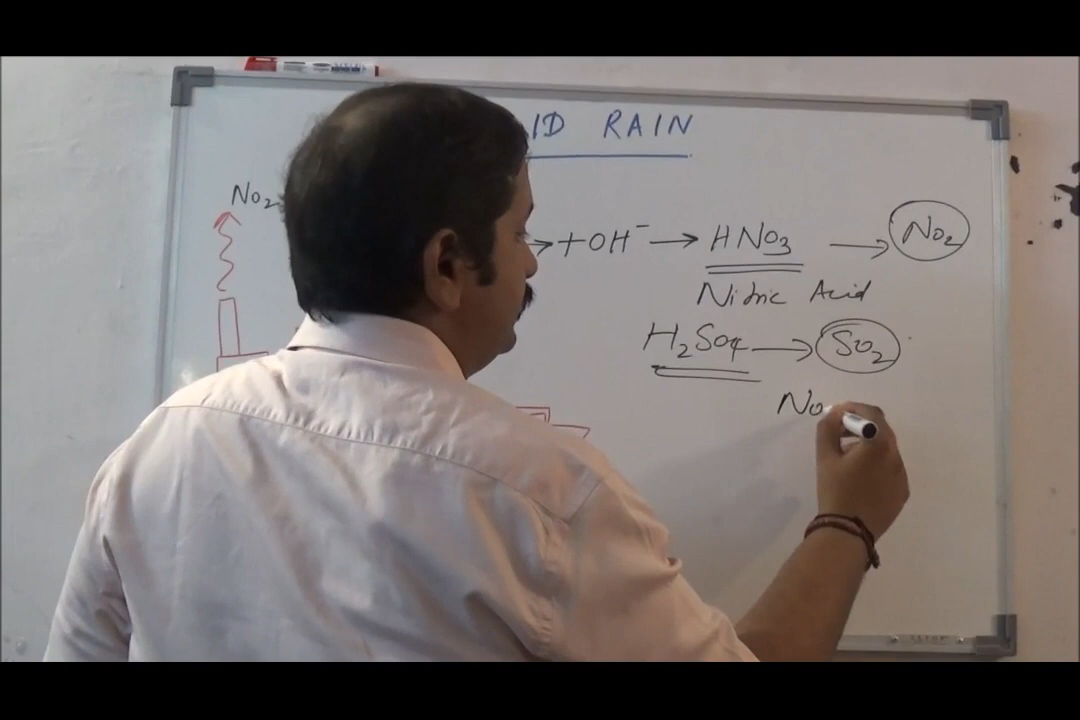 ID RAIN
No₂
→ + OH⁻ → HNO₃ → No₂
Nitric Acid
H₂SO₄ → SO₂
No